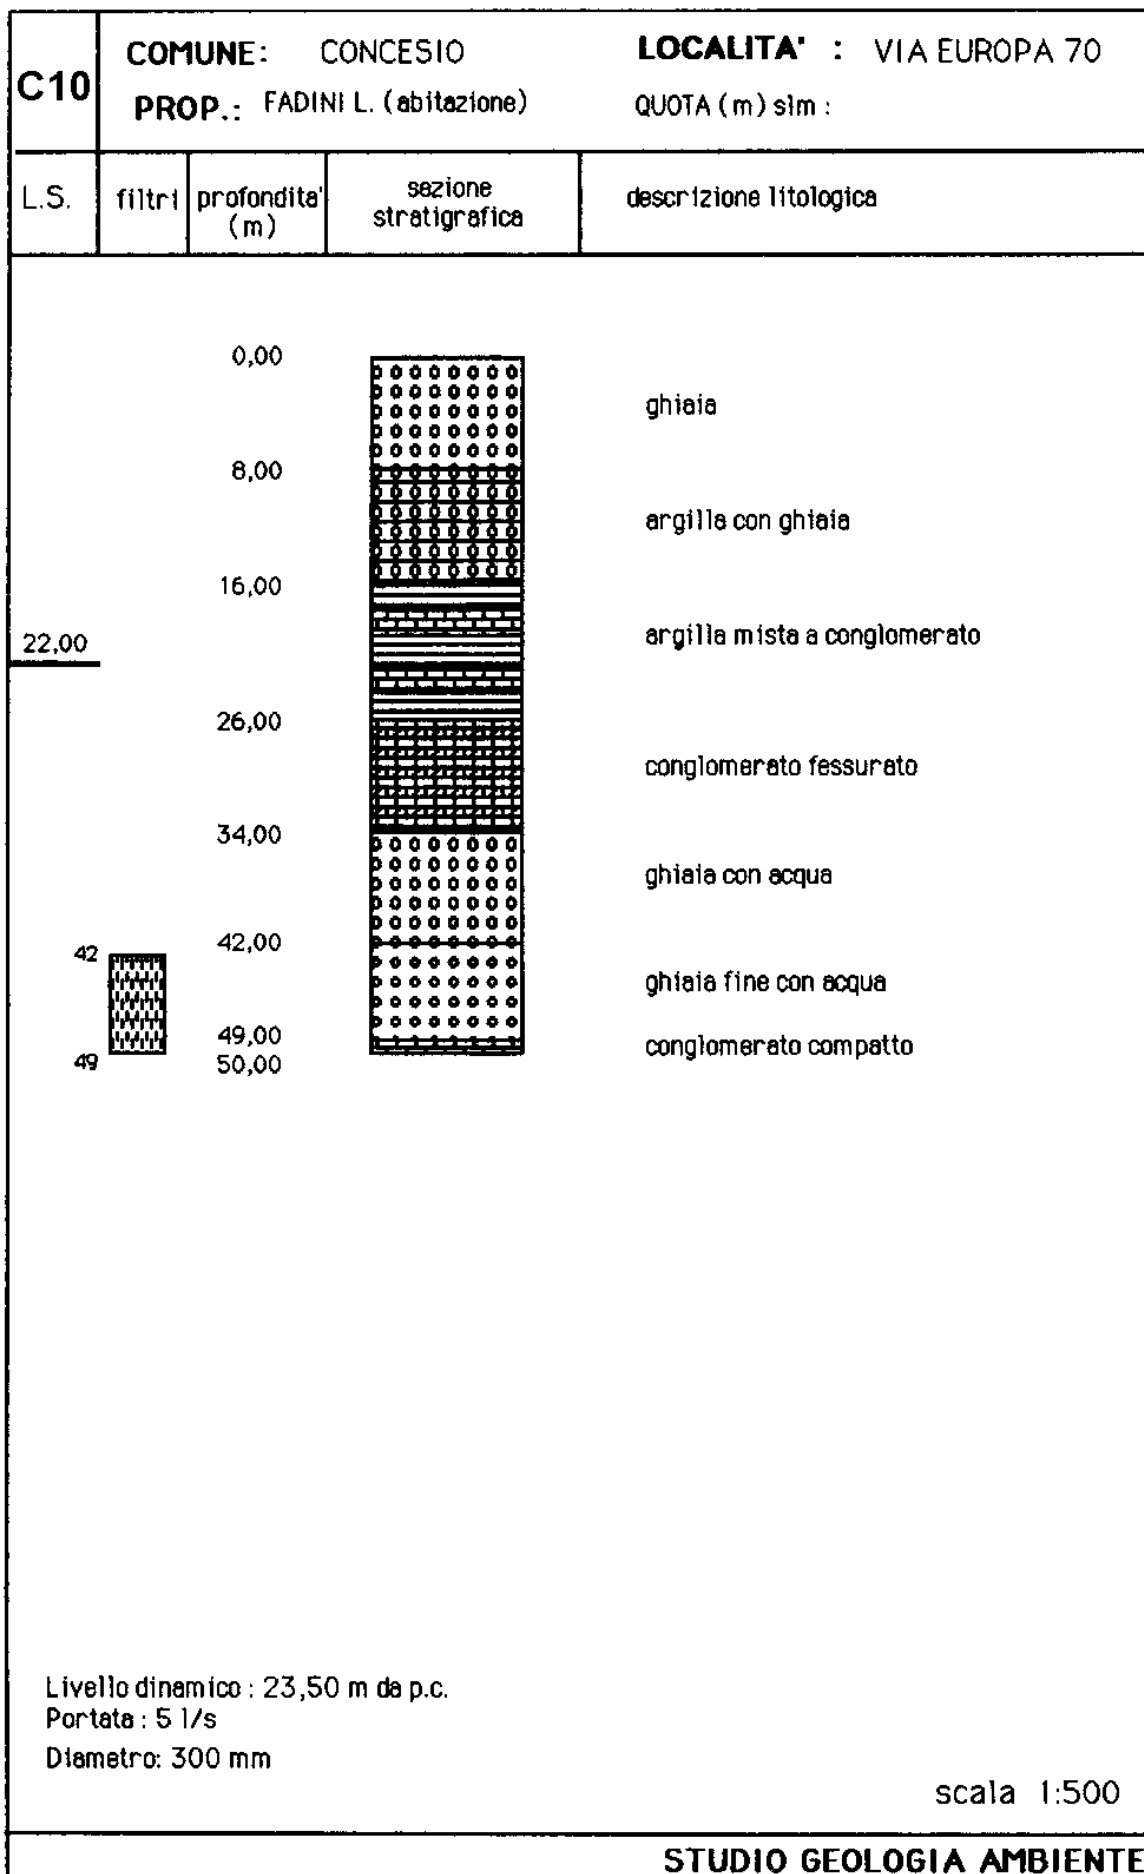 C10
COMUNE: CONCESIO
LOCALITA' : VIA EUROPA 70
PROP.: FADINI L. (abitazione)
QUOTA (m) slm :
L.S.
filtri
profondita'
(m)
sezione
stratigrafica
descrizione litologica
0,00
ghiaia
8,00
argilla con ghiaia
16,00
22,00
argilla mista a conglomerato
26,00
conglomerato fessurato
34,00
ghiaia con acqua
42,00
42
ghiaia fine con acqua
49,00
conglomerato compatto
49
50,00
Livello dinamico : 23,50 m da p.c.
Portata : 5 l/s
Diametro: 300 mm
scala 1:500
STUDIO GEOLOGIA AMBIENTE